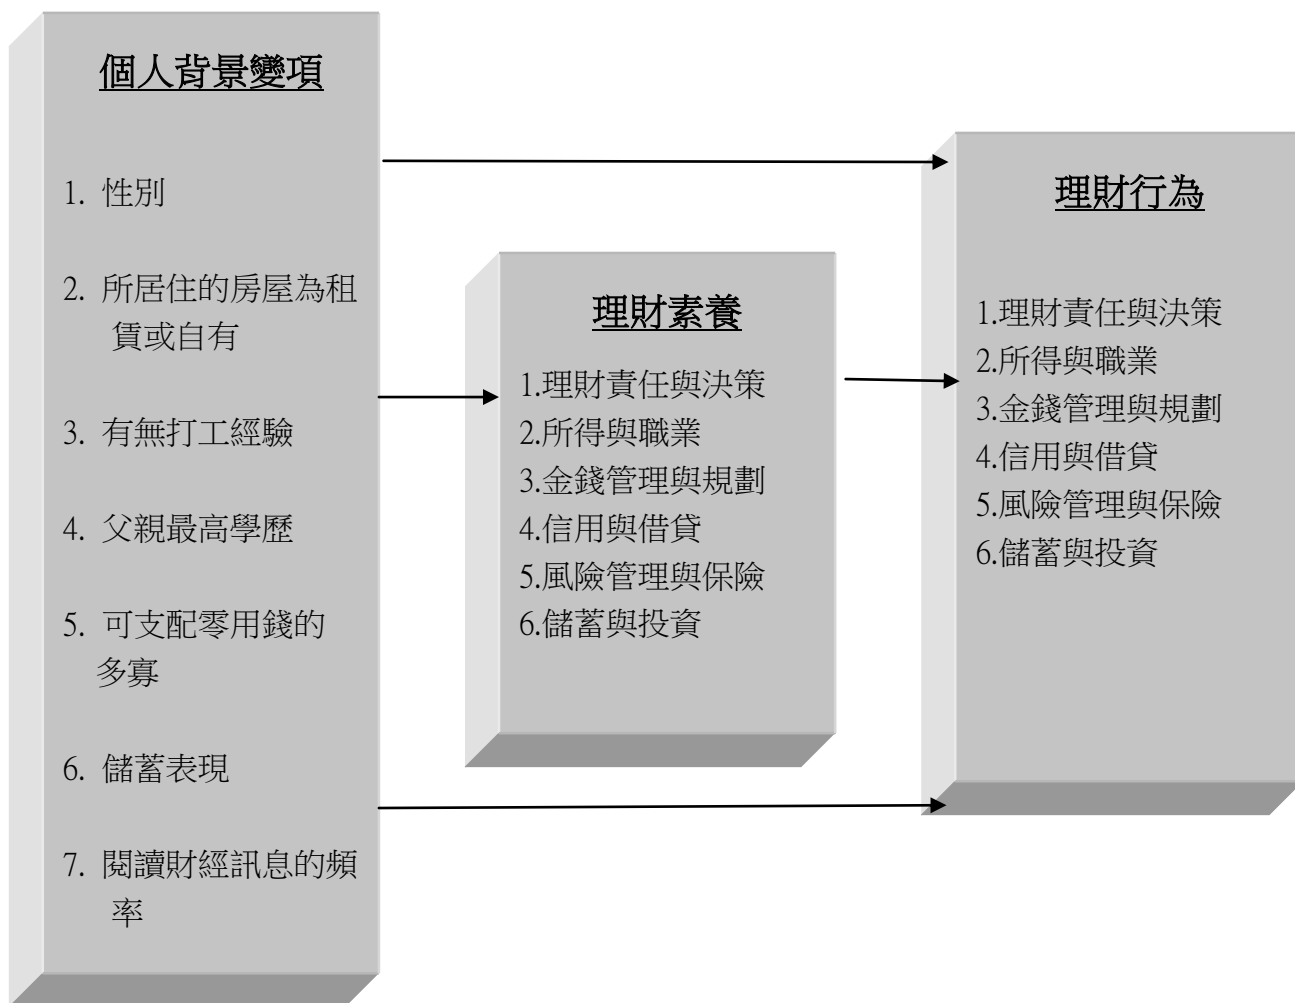 個人背景變項
1. 性別
2. 所居住的房屋為租
賃或自有
3. 有無打工經驗
4. 父親最高學歷
5. 可支配零用錢的
多寡
6. 儲蓄表現
7. 閱讀財經訊息的頻
率
理財素養
1.理財責任與決策
2.所得與職業
3.金錢管理與規劃
4.信用與借貸
5.風險管理與保險
6.儲蓄與投資
理財行為
1.理財責任與決策
2.所得與職業
3.金錢管理與規劃
4.信用與借貸
5.風險管理與保險
6.儲蓄與投資